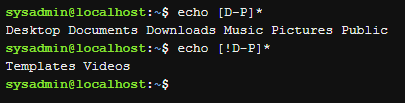 sysadmin@localhost:~$ echo [D-P]*
Desktop Documents Downloads Music Pictures Public
sysadmin@localhost:~$ echo [!D-P]*
Templates Videos
sysadmin@localhost:~$